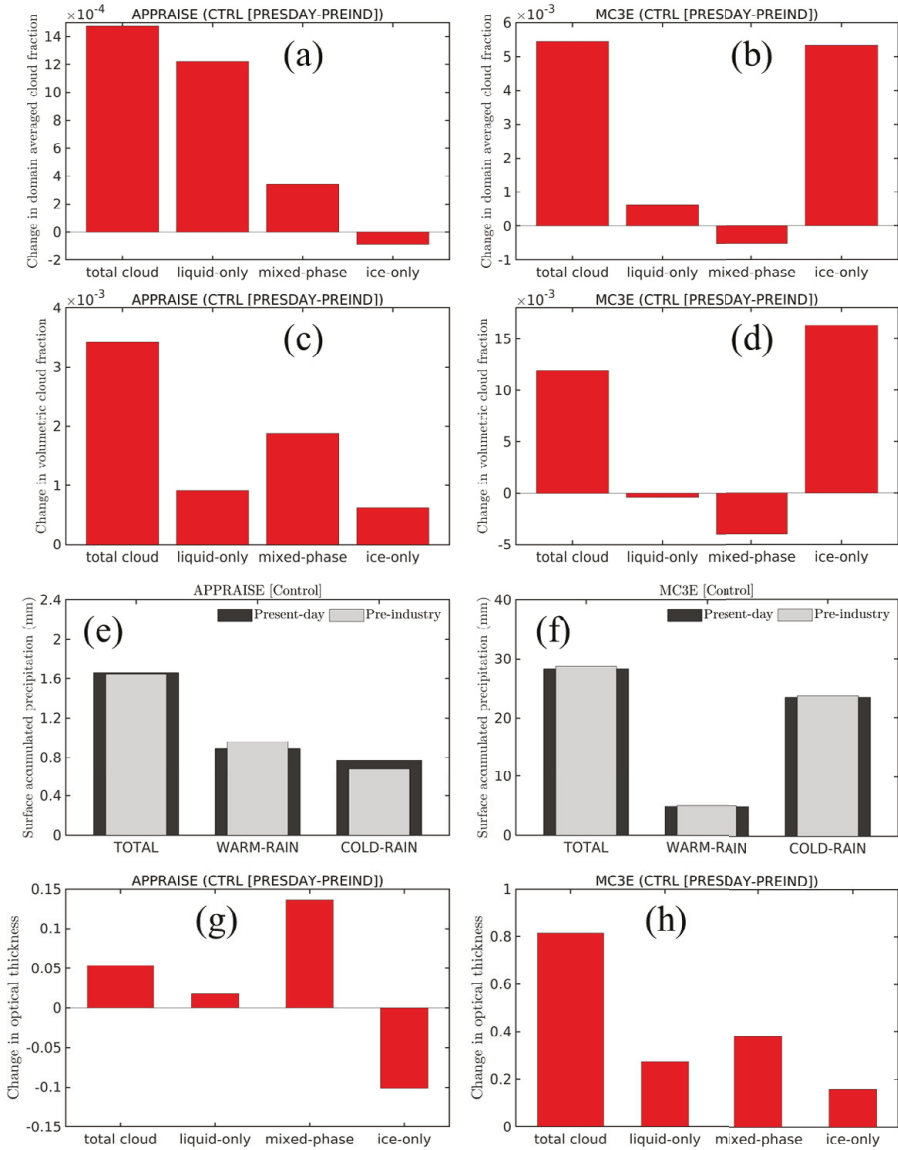 ×10⁻⁴ APPRAISE (CTRL [PRESDAY-PREIND])
(a)
Change in domain averaged cloud fraction
14
12
10
8
6
4
2
0
-2
total cloud liquid-only mixed-phase ice-only
×10⁻³ MC3E (CTRL [PRESDAY-PREIND])
(b)
Change in domain averaged cloud fraction
6
5
4
3
2
1
0
-1
total cloud liquid-only mixed-phase ice-only
×10⁻³ APPRAISE (CTRL [PRESDAY-PREIND])
(c)
Change in volumetric cloud fraction
4
3
2
1
0
total cloud liquid-only mixed-phase ice-only
×10⁻³ MC3E (CTRL [PRESDAY-PREIND])
(d)
Change in volumetric cloud fraction
15
10
5
0
-5
total cloud liquid-only mixed-phase ice-only
APPRAISE [Control]
(e)
Present-day Pre-industry
Surface accumulated precipitation (mm)
2.4
2
1.6
1.2
0.8
0.4
0
TOTAL WARM-RAIN COLD-RAIN
MC3E [Control]
(f)
Present-day Pre-industry
Surface accumulated precipitation (mm)
40
30
20
10
0
TOTAL WARM-RAIN COLD-RAIN
APPRAISE (CTRL [PRESDAY-PREIND])
(g)
Change in optical thickness
0.15
0.1
0.05
0
-0.05
-0.1
-0.15
total cloud liquid-only mixed-phase ice-only
MC3E (CTRL [PRESDAY-PREIND])
(h)
Change in optical thickness
1
0.8
0.6
0.4
0.2
0
total cloud liquid-only mixed-phase ice-only